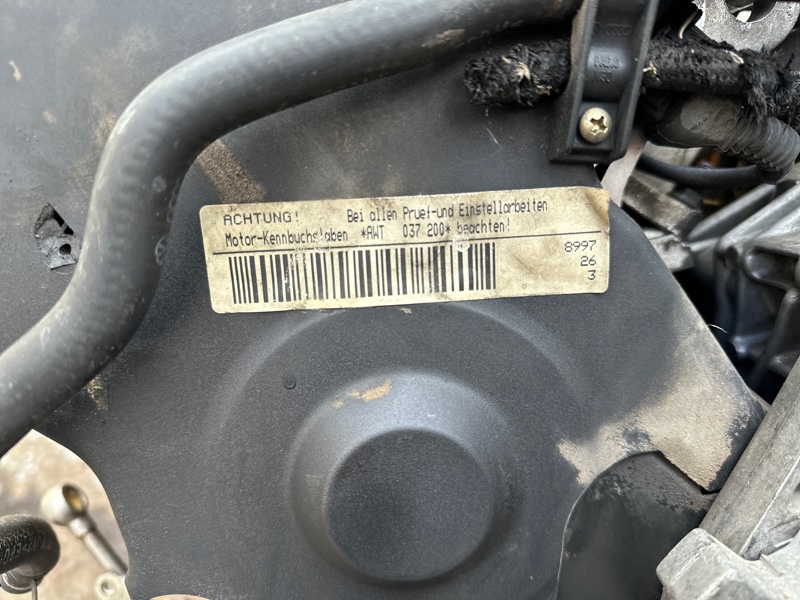 ACHTUNG! Bei allen Pruef-und Einstellarbeiten
Motor-Kennbuchstaben *AWT 037 200* beachten!
8997
26
3